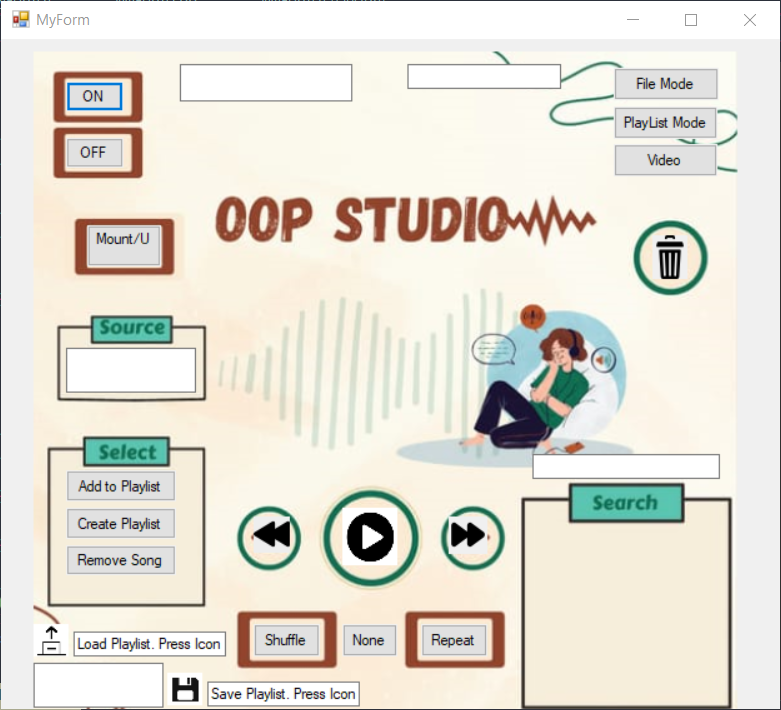 MyForm
ON
File Mode
PlayList Mode
OFF
Video
OOP STUDIO
Mount/U
Source
Select
Add to Playlist
Create Playlist
Remove Song
Search
Shuffle
None
Repeat
Load Playlist. Press Icon
Save Playlist. Press Icon